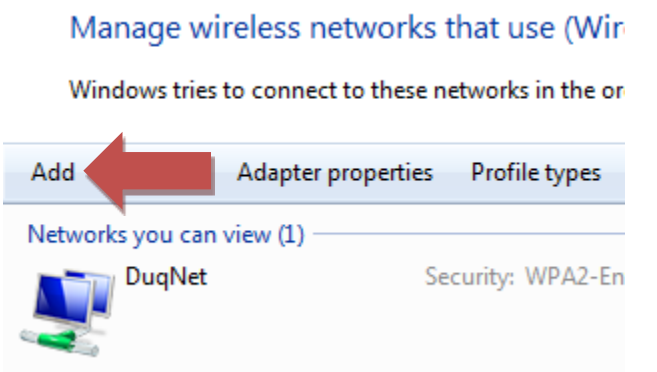 Manage wireless networks that use (Wir
Windows tries to connect to these networks in the or
Add Adapter properties Profile types
Networks you can view (1)
DuqNet Security: WPA2-En